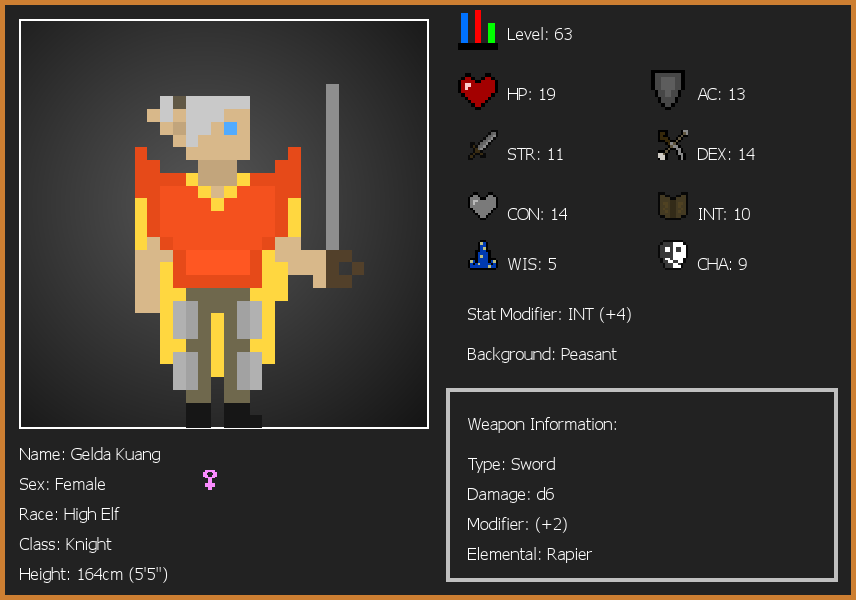 Level: 63
HP: 19
AC: 13
STR: 11
DEX: 14
CON: 14
INT: 10
WIS: 5
CHA: 9
Stat Modifier: INT (+4)
Background: Peasant
Weapon Information:
Type: Sword
Damage: d6
Modifier: (+2)
Elemental: Rapier
Name: Gelda Kuang
Sex: Female
Race: High Elf
Class: Knight
Height: 164cm (5'5")